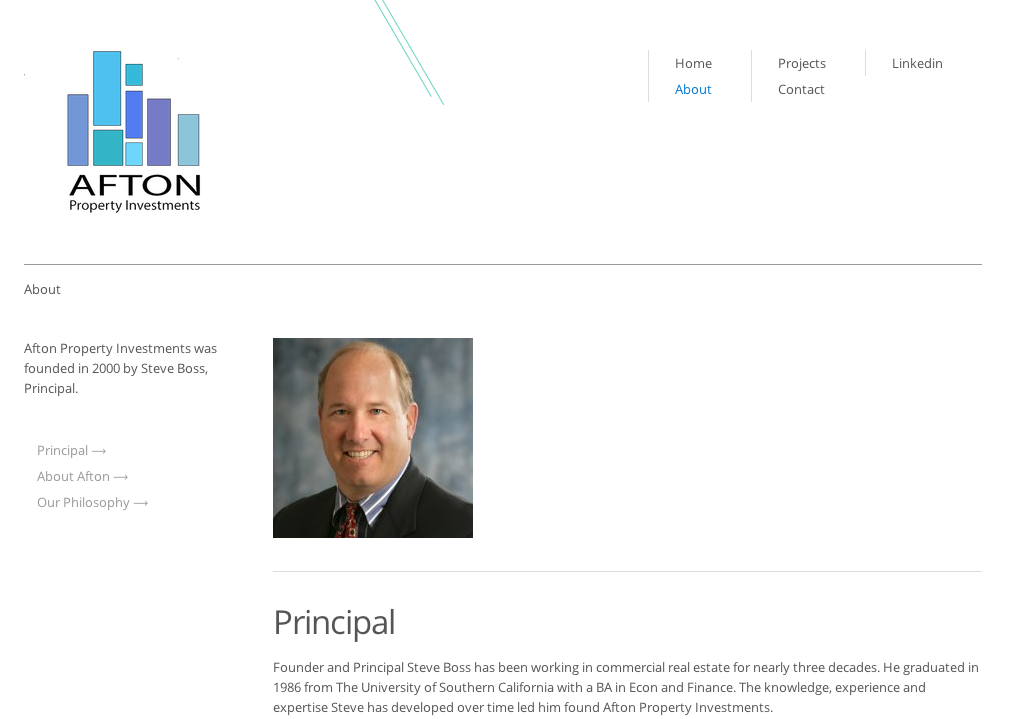 AFTON
Property Investments
Home
About
Projects
Contact
Linkedin
About
Afton Property Investments was
founded in 2000 by Steve Boss,
Principal.
Principal ⟶
About Afton ⟶
Our Philosophy ⟶
Principal
Founder and Principal Steve Boss has been working in commercial real estate for nearly three decades. He graduated in
1986 from The University of Southern California with a BA in Econ and Finance. The knowledge, experience and
expertise Steve has developed over time led him found Afton Property Investments.